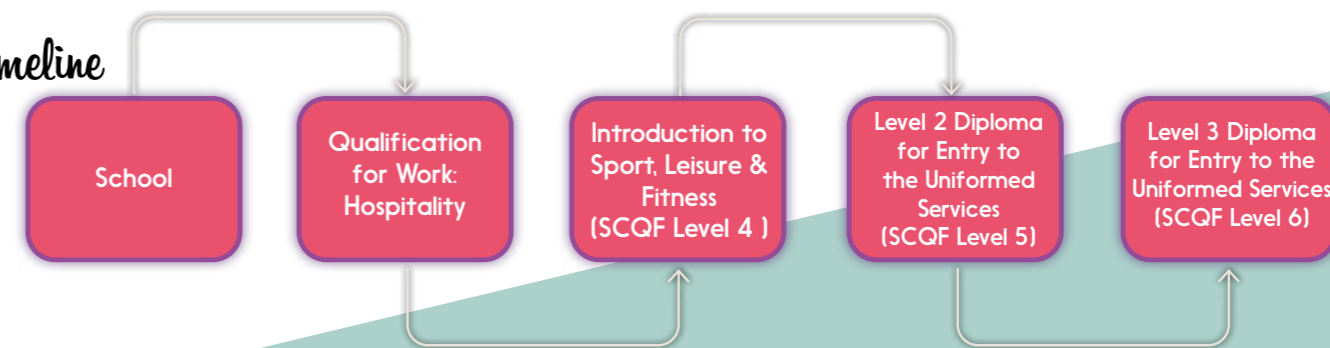 meline
School
Qualification
for Work:
Hospitality
Introduction to
Sport, Leisure &
Fitness
(SCQF Level 4 )
Level 2 Diploma
for Entry to
the Uniformed
Services
(SCQF Level 5)
Level 3 Diploma
for Entry to the
Uniformed Services
(SCQF Level 6)